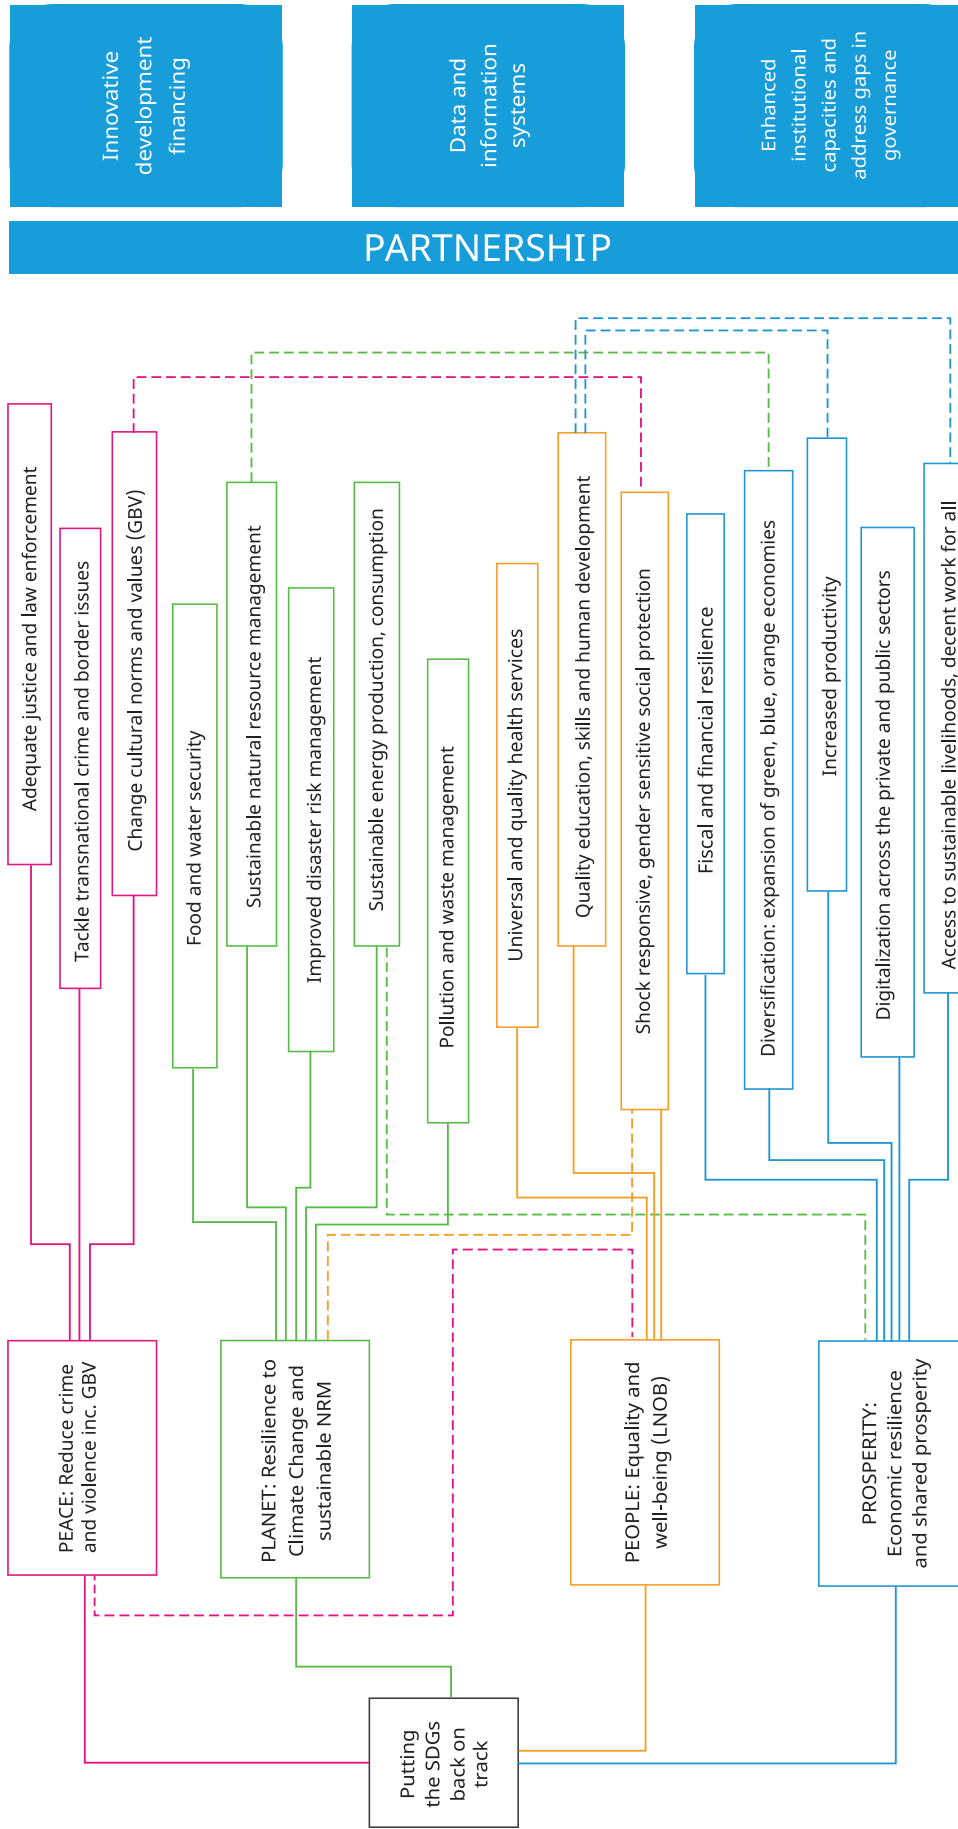 Putting
the SDGs
back on
track
PEACE: Reduce crime
and violence inc. GBV
PLANET: Resilience to
Climate Change and
sustainable NRM
PEOPLE: Equality and
well-being (LNOB)
PROSPERITY:
Economic resilience
and shared prosperity
Adequate justice and law enforcement
Tackle transnational crime and border issues
Change cultural norms and values (GBV)
Food and water security
Sustainable natural resource management
Improved disaster risk management
Sustainable energy production, consumption
Pollution and waste management
Universal and quality health services
Quality education, skills and human development
Shock responsive, gender sensitive social protection
Fiscal and financial resilience
Diversification: expansion of green, blue, orange economies
Increased productivity
Digitalization across the private and public sectors
Access to sustainable livelihoods, decent work for all
PARTNERSHIP
Innovative
development
financing
Data and
information
systems
Enhanced
institutional
capacities and
address gaps in
governance